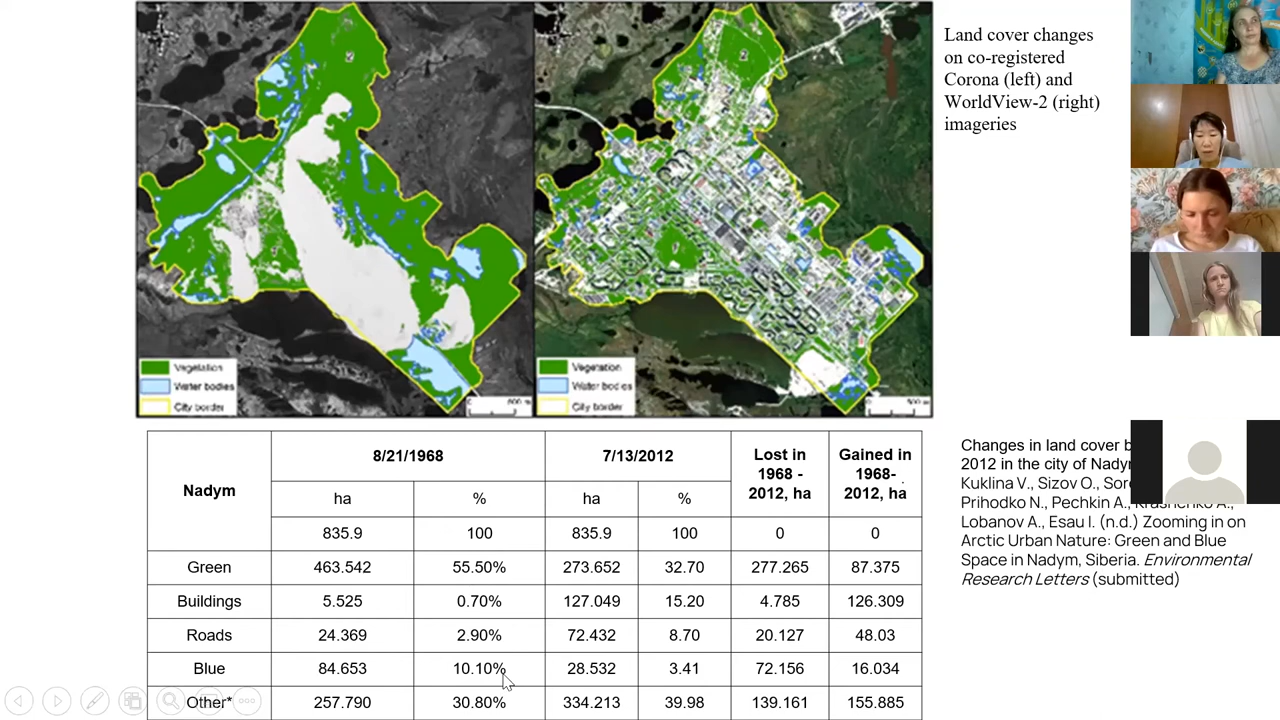 Land cover changes
on co-registered
Corona (left) and
WorldView-2 (right)
imageries
2
2
1
1
Vegetation
Water bodies
City border
0
Vegetation
Water bodies
City border
0
Nadym 8/21/1968 7/13/2012 Lost in 1968 - 2012, ha Gained in 1968- 2012, ha
ha % ha %
835.9 100 835.9 100 0 0
Green 463.542 55.50% 273.652 32.70 277.265 87.375
Buildings 5.525 0.70% 127.049 15.20 4.785 126.309
Roads 24.369 2.90% 72.432 8.70 20.127 48.03
Blue 84.653 10.10% 28.532 3.41 72.156 16.034
Other* 257.790 30.80% 334.213 39.98 139.161 155.885
Changes in land cover
2012 in the city of
Kuklina V., Sizov O.,
Prihodko N., Pechkin A.,
Lobanov A., Esau I. (n.d.) Zooming in on
Arctic Urban Nature: Green and Blue
Space in Nadym, Siberia. Environmental
Research Letters (submitted)